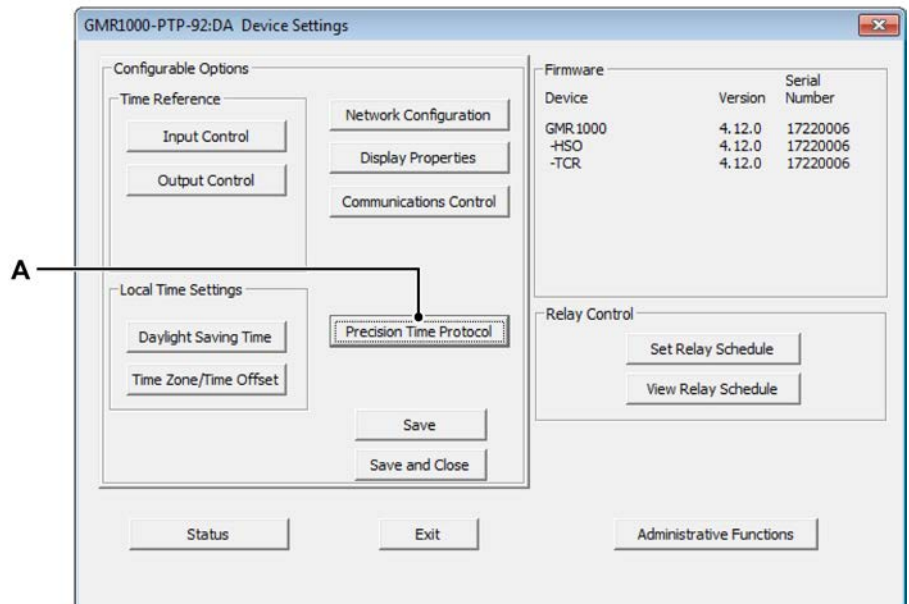 GMR1000-PTP-92:DA Device Settings
Configurable Options
Time Reference
Input Control
Output Control
Network Configuration
Display Properties
Communications Control
A
Local Time Settings
Daylight Saving Time
Time Zone/Time Offset
Precision Time Protocol
Save
Save and Close
Firmware
Device Version Serial Number
GMR1000 4.12.0 17220006
-HSO 4.12.0 17220006
-TCR 4.12.0 17220006
Relay Control
Set Relay Schedule
View Relay Schedule
Status
Exit
Administrative Functions